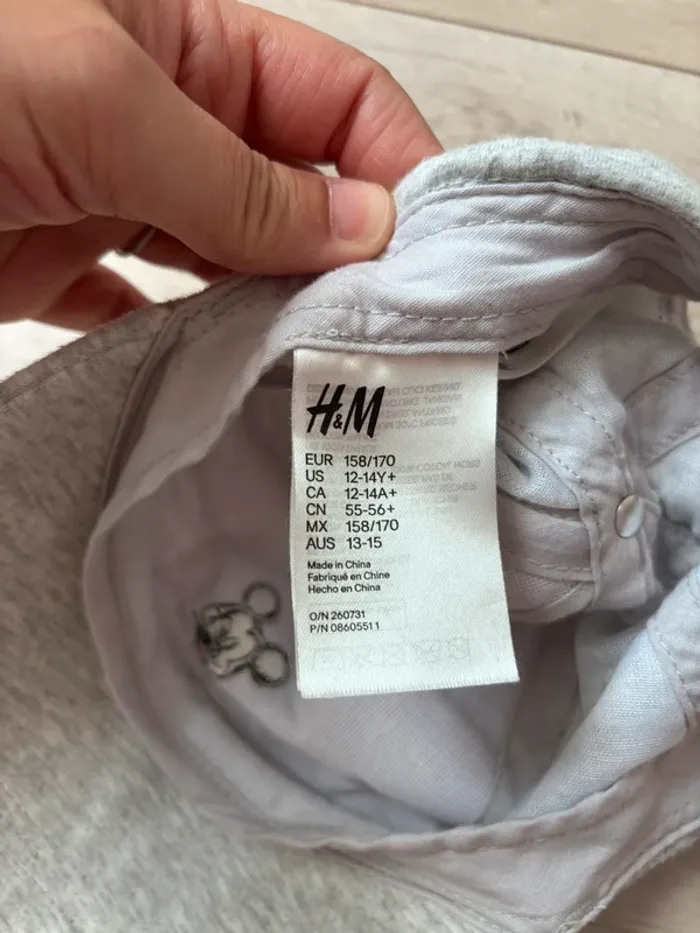 H&M
EUR 158/170
US 12-14Y+
CA 12-14A+
CN 55-56+
MX 158/170
AUS 13-15
Made in China
Fabriqué en Chine
Hecho en China
O/N 260731
P/N 08605511